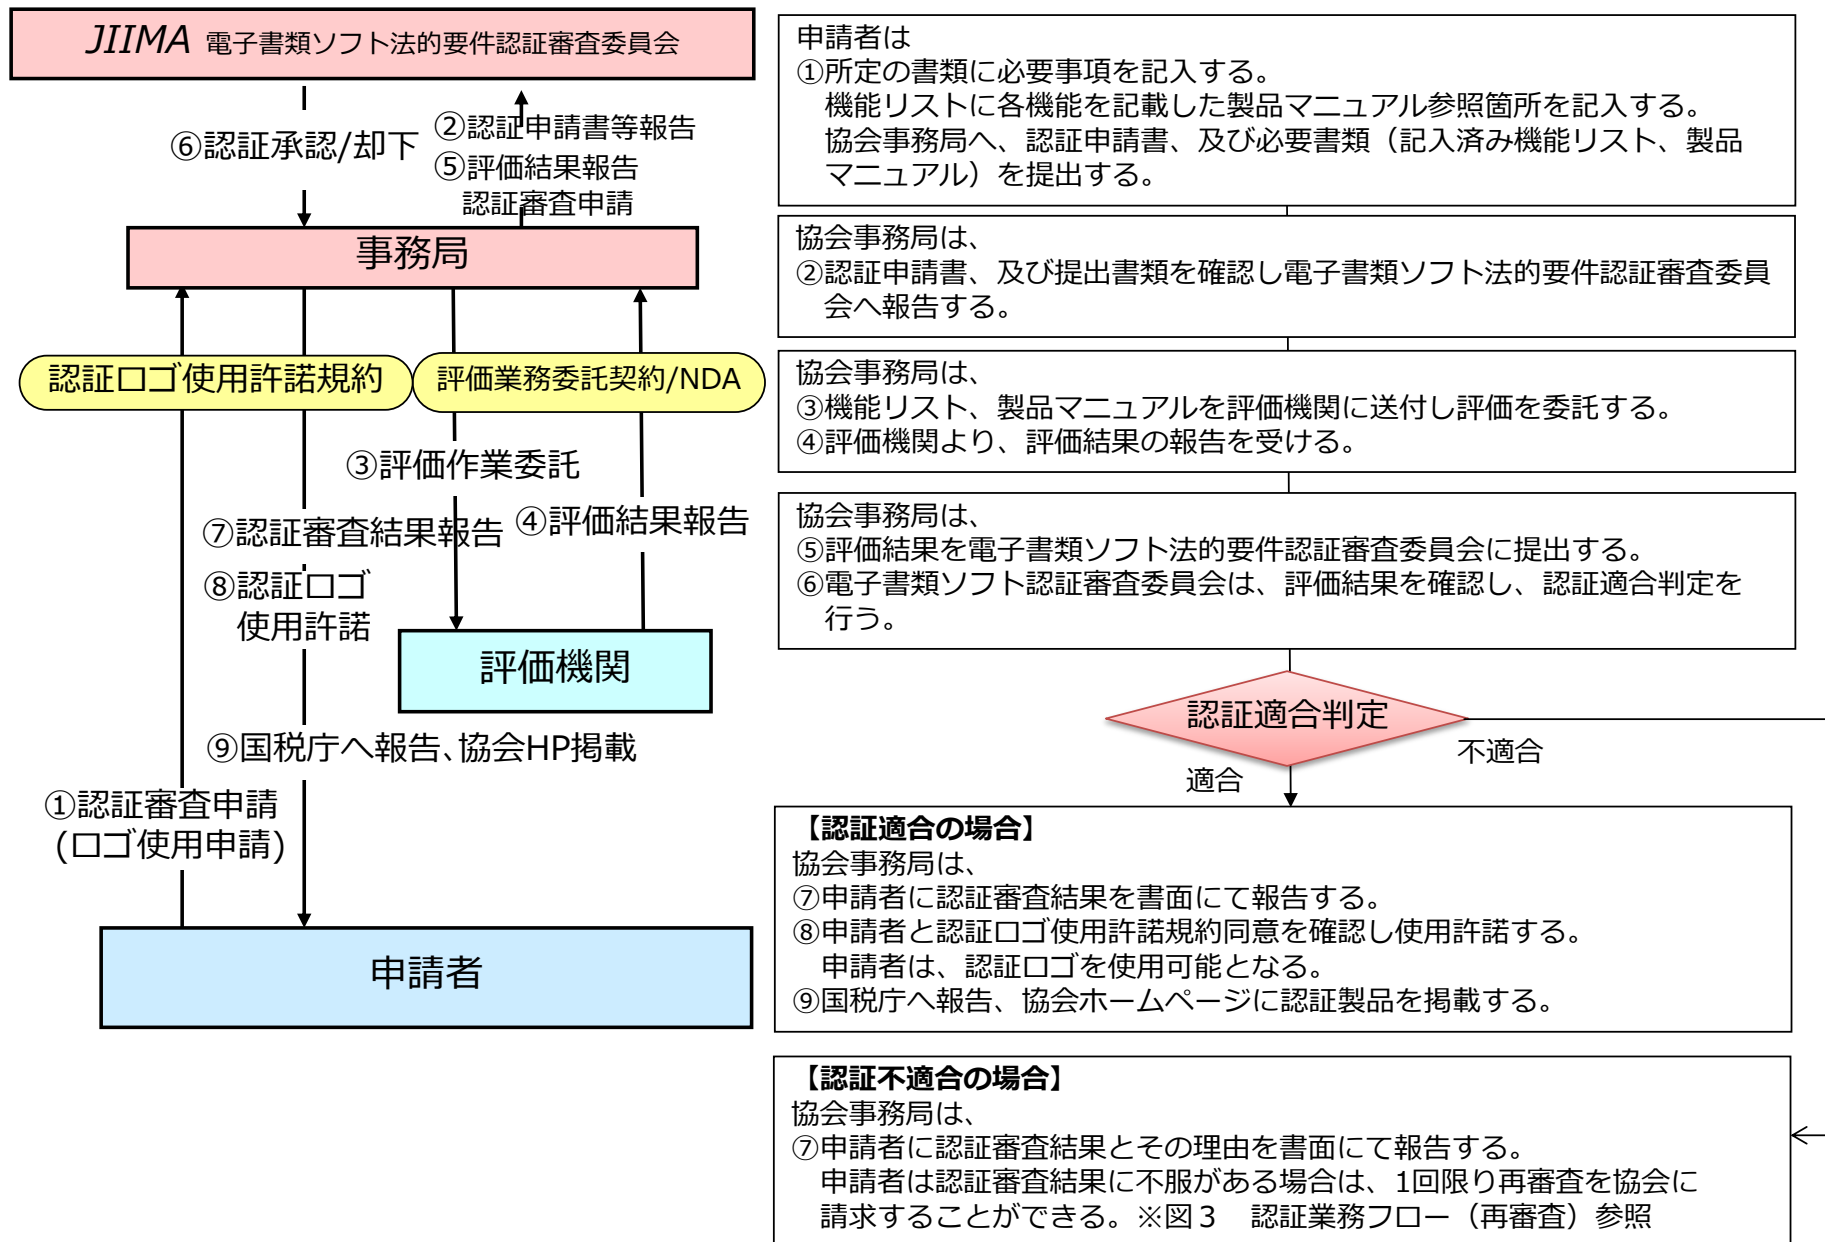 JIIMA 電子書類ソフト法的要件認証審査委員会
⑥認証承認/却下
②認証申請書等報告
⑤評価結果報告
認証審査申請
事務局
認証ロゴ使用許諾規約
評価業務委託契約/NDA
③評価作業委託
⑦認証審査結果報告
④評価結果報告
⑧認証ロゴ
使用許諾
評価機関
⑨国税庁へ報告、協会HP掲載
①認証審査申請
(ロゴ使用申請)
申請者
申請者は
①所定の書類に必要事項を記入する。
機能リストに各機能を記載した製品マニュアル参照箇所を記入する。
協会事務局へ、認証申請書、及び必要書類（記入済み機能リスト、製品
マニュアル）を提出する。
協会事務局は、
②認証申請書、及び提出書類を確認し電子書類ソフト法的要件認証審査委員
会へ報告する。
協会事務局は、
③機能リスト、製品マニュアルを評価機関に送付し評価を委託する。
④評価機関より、評価結果の報告を受ける。
協会事務局は、
⑤評価結果を電子書類ソフト法的要件認証審査委員会に提出する。
⑥電子書類ソフト認証審査委員会は、評価結果を確認し、認証適合判定を
行う。
認証適合判定
不適合
適合
【認証適合の場合】
協会事務局は、
⑦申請者に認証審査結果を書面にて報告する。
⑧申請者と認証ロゴ使用許諾規約同意を確認し使用許諾する。
申請者は、認証ロゴを使用可能となる。
⑨国税庁へ報告、協会ホームページに認証製品を掲載する。
【認証不適合の場合】
協会事務局は、
⑦申請者に認証審査結果とその理由を書面にて報告する。
申請者は認証審査結果に不服がある場合は、1回限り再審査を協会に
請求することができる。※図３　認証業務フロー（再審査）参照